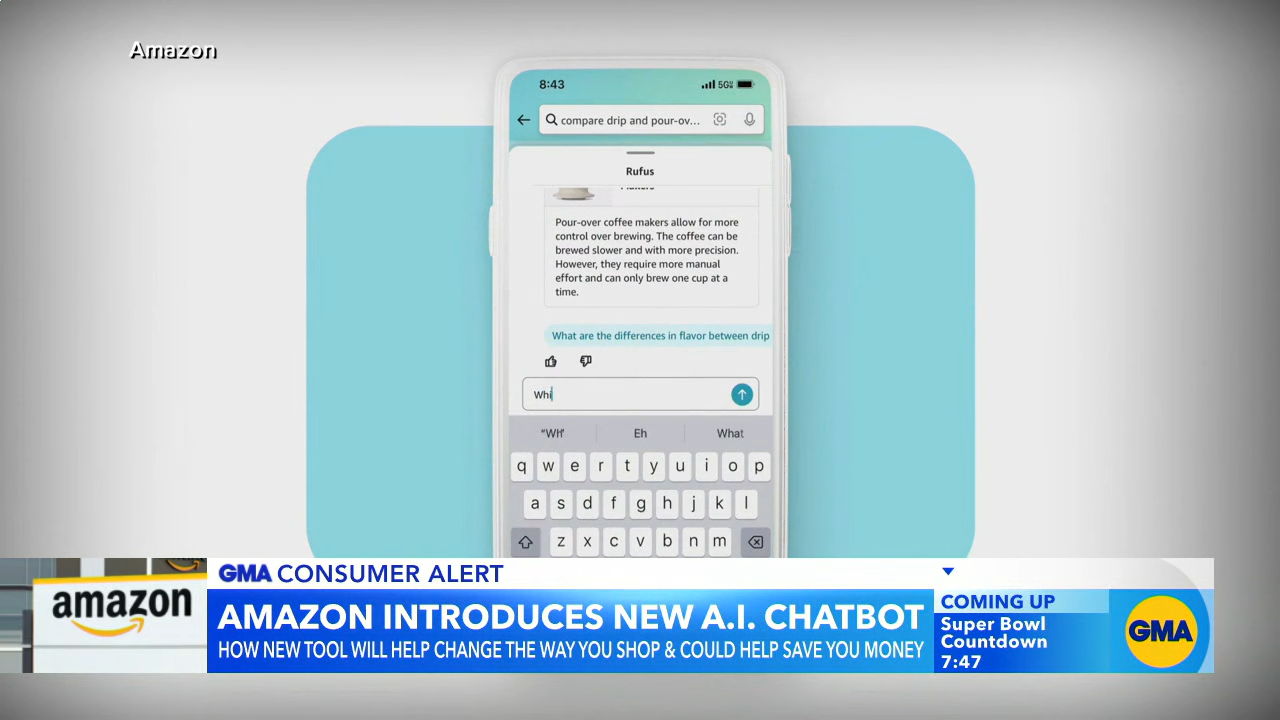 Amazon
8:43
5G
compare drip and pour-ov...
Rufus
Makers
Pour-over coffee makers allow for more
control over brewing. The coffee can be
brewed slower and with more precision.
However, they require more manual
effort and can only brew one cup at a
time.
What are the differences in flavor between drip
Whi
"Whi"
Eh
What
q w e r t y u i o p
a s d f g h j k l
z x c v b n m
amazon
GMA CONSUMER ALERT
AMAZON INTRODUCES NEW A.I. CHATBOT
HOW NEW TOOL WILL HELP CHANGE THE WAY YOU SHOP & COULD HELP SAVE YOU MONEY
COMING UP
Super Bowl
Countdown
7:47
GMA